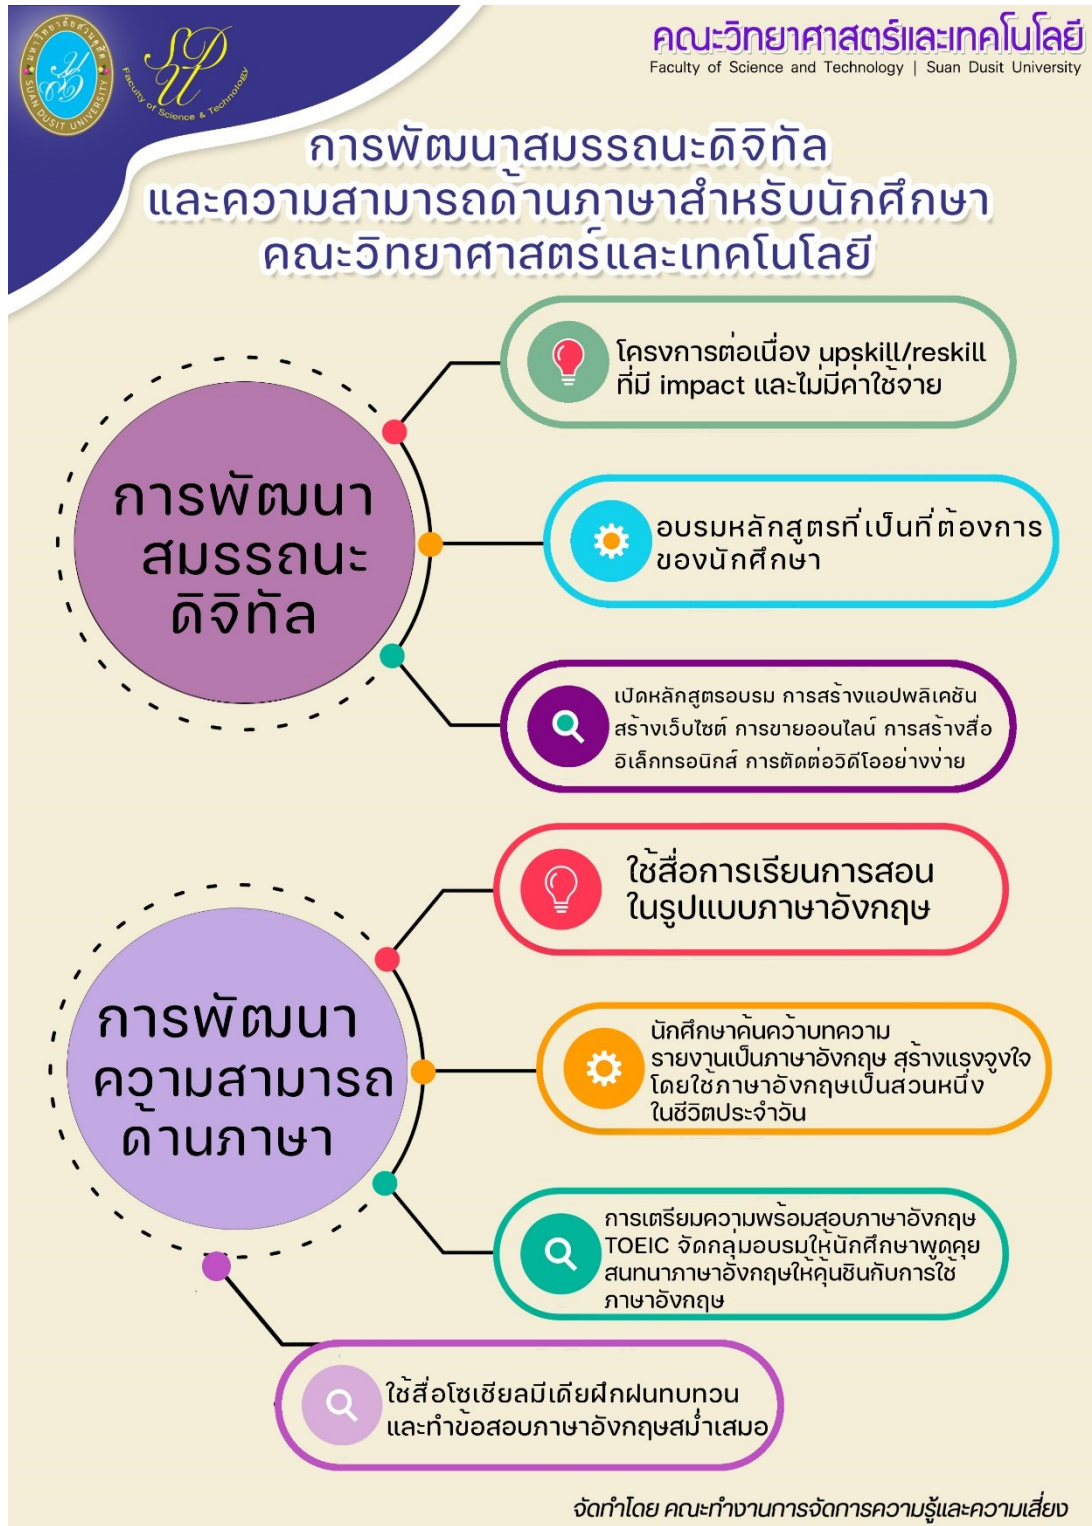 มหาวิทยาลัยสวนดุสิต
SUAN DUSIT UNIVERSITY
SDU
Faculty of Science & Technology
คณะวิทยาศาสตร์และเทคโนโลยี
Faculty of Science and Technology | Suan Dusit University
การพัฒนาสมรรถนะดิจิทัล
และความสามารถด้านภาษาสำหรับนักศึกษา
คณะวิทยาศาสตร์และเทคโนโลยี
การพัฒนา
สมรรถนะ
ดิจิทัล
โครงการต่อเนื่อง upskill/reskill
ที่มี impact และไม่มีค่าใช้จ่าย
อบรมหลักสูตรที่เป็นที่ต้องการ
ของนักศึกษา
เปิดหลักสูตรอบรม การสร้างแอปพลิเคชัน
สร้างเว็บไซต์ การขายออนไลน์ การสร้างสื่อ
อิเล็กทรอนิกส์ การตัดต่อวิดีโออย่างง่าย
การพัฒนา
ความสามารถ
ด้านภาษา
ใช้สื่อการเรียนการสอน
ในรูปแบบภาษาอังกฤษ
นักศึกษาค้นคว้าบทความ
รายงานเป็นภาษาอังกฤษ สร้างแรงจูงใจ
โดยใช้ภาษาอังกฤษเป็นส่วนหนึ่ง
ในชีวิตประจำวัน
การเตรียมความพร้อมสอบภาษาอังกฤษ
TOEIC จัดกลุ่มอบรมให้นักศึกษาพูดคุย
สนทนาภาษาอังกฤษให้คุ้นชินกับการใช้
ภาษาอังกฤษ
ใช้สื่อโซเชียลมีเดียฝึกฝนทบทวน
และทำข้อสอบภาษาอังกฤษสม่ำเสมอ
จัดทำโดย คณะทำงานการจัดการความรู้และความเสี่ยง